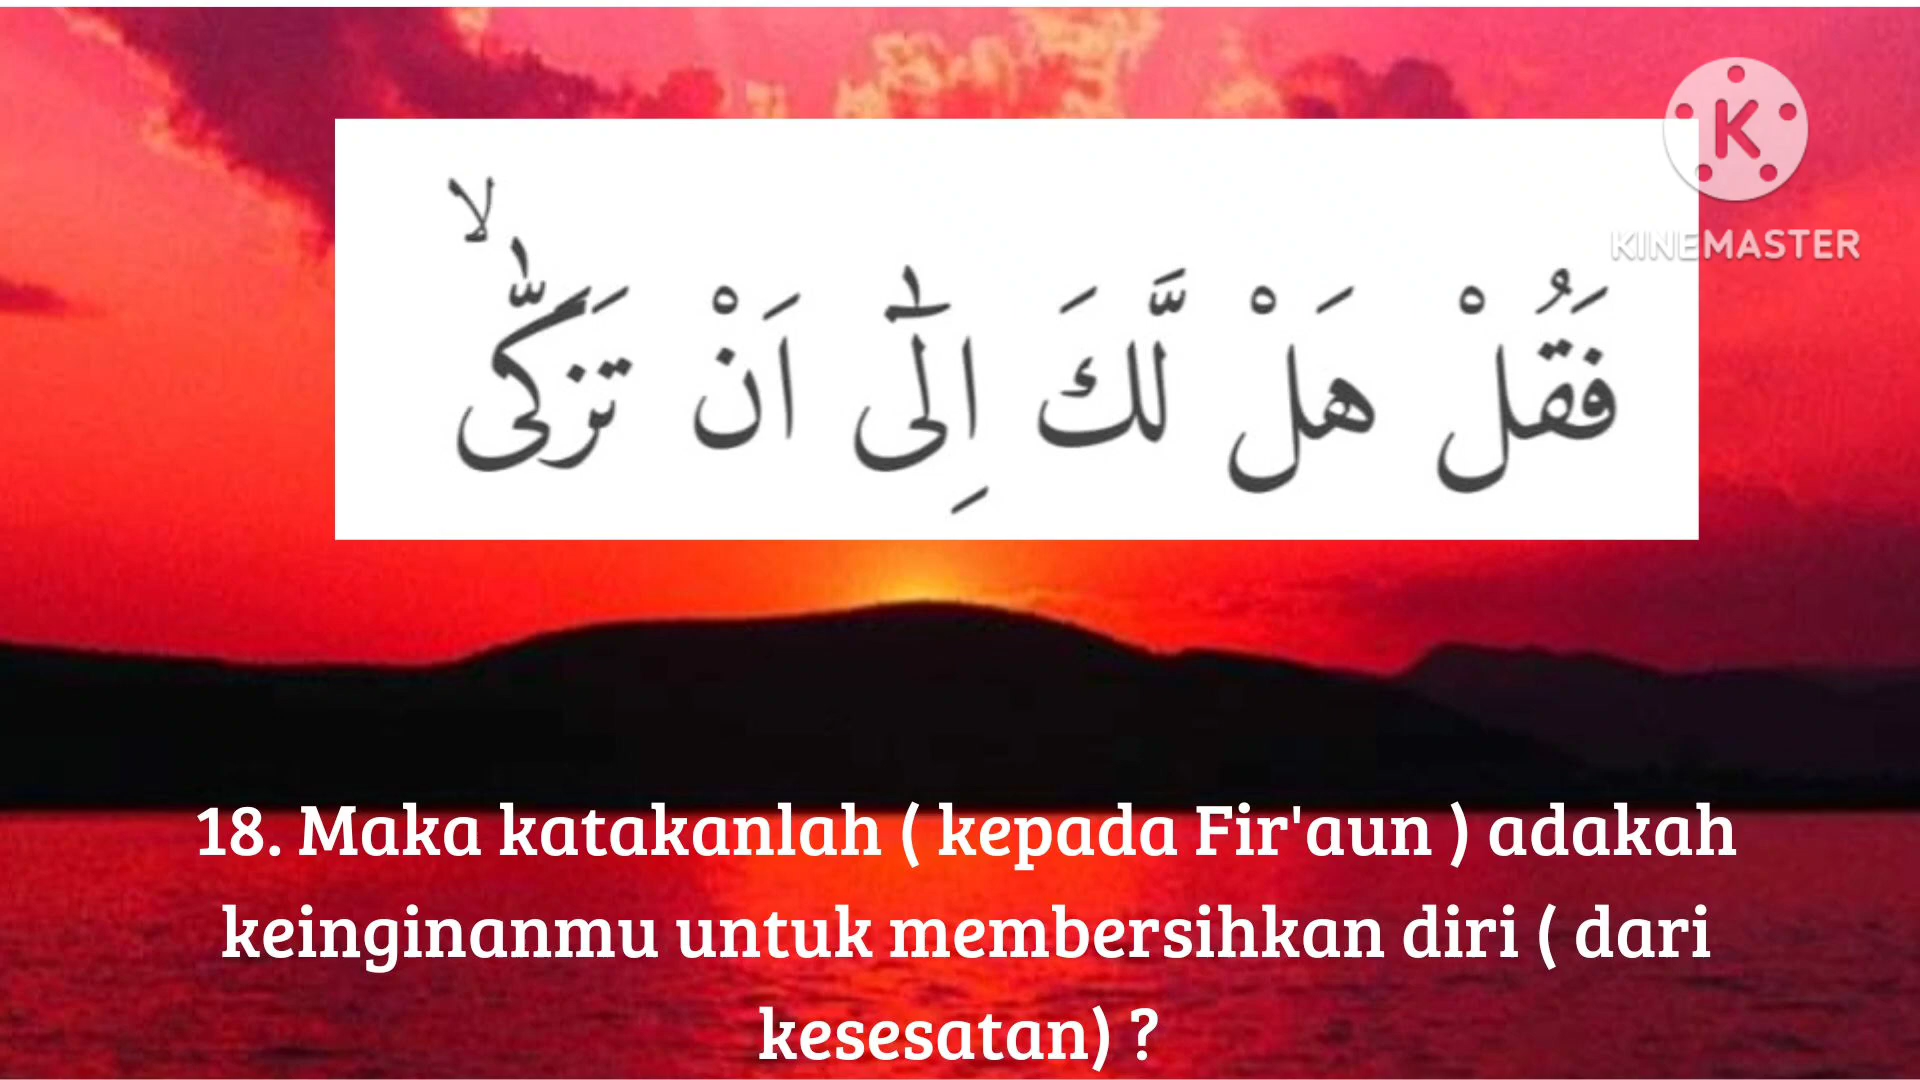 K
KINEMASTER
فَقُلْ هَلْ لَّكَ اِلٰٓى اَنْ تَزَكّٰىۙ
18. Maka katakanlah ( kepada Fir'aun ) adakah
keinginanmu untuk membersihkan diri ( dari
kesesatan) ?